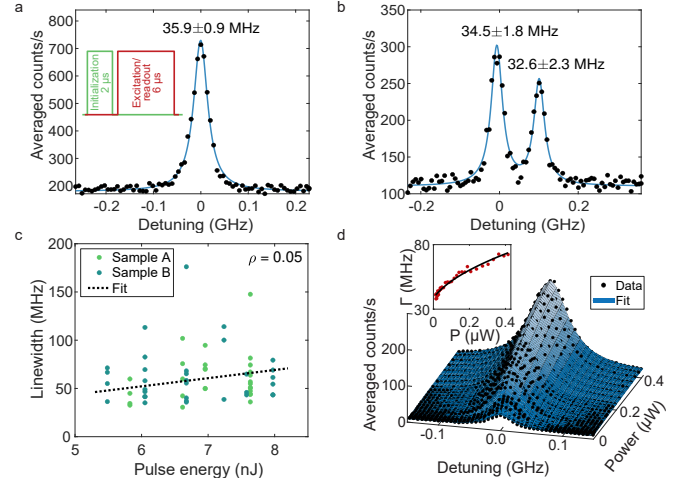 a
35.9±0.9 MHz
Averaged counts/s
800
700
600
500
400
300
200
Initialization
2 µs
Excitation/
readout
6 µs
-0.2 -0.1 0 0.1 0.2
Detuning (GHz)
b
34.5±1.8 MHz
32.6±2.3 MHz
Averaged counts/s
350
300
250
200
150
100
-0.2 0 0.2
Detuning (GHz)
c
Linewidth (MHz)
200
150
100
50
0
Sample A
Sample B
Fit
ρ = 0.05
5 6 7 8
Pulse energy (nJ)
d
Γ (MHz)
80
60
40
0 0.2 0.4
P (µW)
Data
Fit
Averaged counts/s
300
200
100
0
-0.1 0.0 0.1
Detuning (GHz)
0 0.2 0.4
Power (µW)